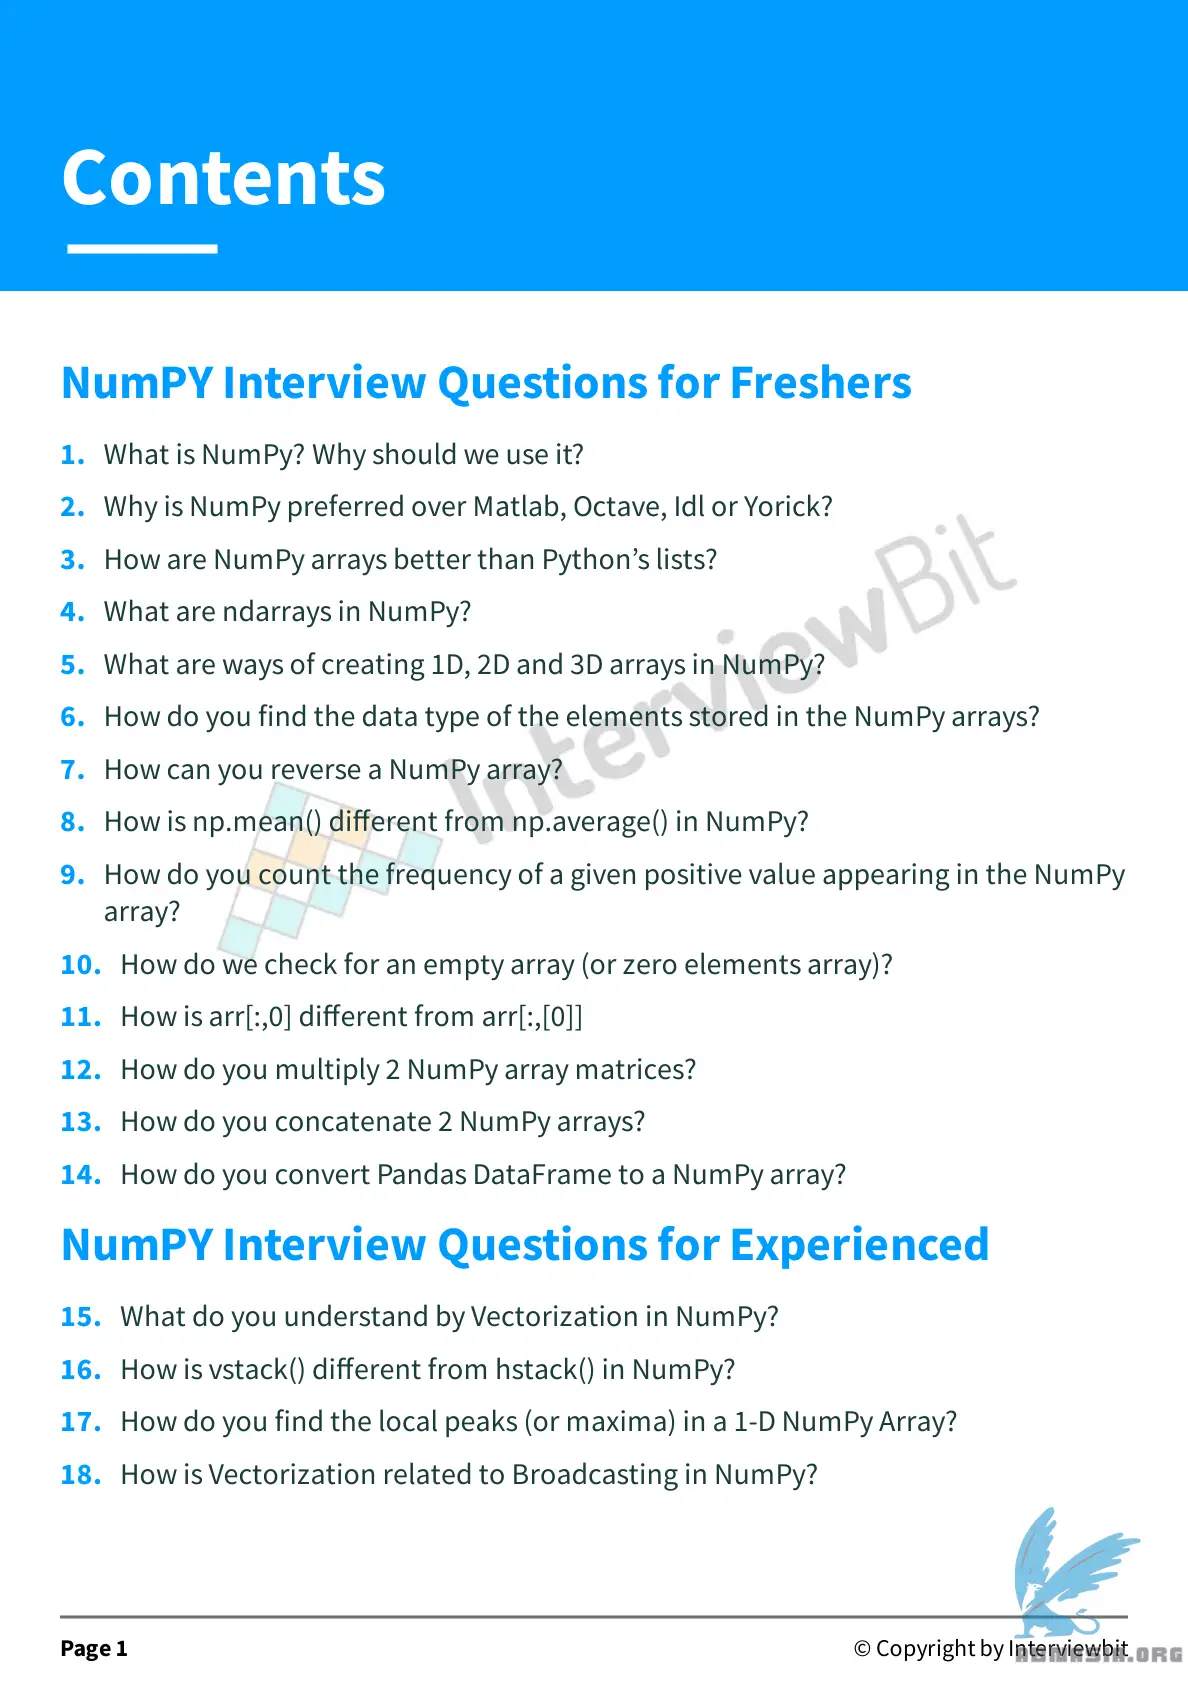 Contents
NumPY Interview Questions for Freshers
1. What is NumPy? Why should we use it?
2. Why is NumPy preferred over Matlab, Octave, Idl or Yorick?
3. How are NumPy arrays better than Python’s lists?
4. What are ndarrays in NumPy?
5. What are ways of creating 1D, 2D and 3D arrays in NumPy?
6. How do you find the data type of the elements stored in the NumPy arrays?
7. How can you reverse a NumPy array?
8. How is np.mean() different from np.average() in NumPy?
9. How do you count the frequency of a given positive value appearing in the NumPy
array?
10. How do we check for an empty array (or zero elements array)?
11. How is arr[:,0] different from arr[:,[0]]
12. How do you multiply 2 NumPy array matrices?
13. How do you concatenate 2 NumPy arrays?
14. How do you convert Pandas DataFrame to a NumPy array?
NumPY Interview Questions for Experienced
15. What do you understand by Vectorization in NumPy?
16. How is vstack() different from hstack() in NumPy?
17. How do you find the local peaks (or maxima) in a 1-D NumPy Array?
18. How is Vectorization related to Broadcasting in NumPy?
InterviewBit
Page 1
© Copyright by Interviewbit